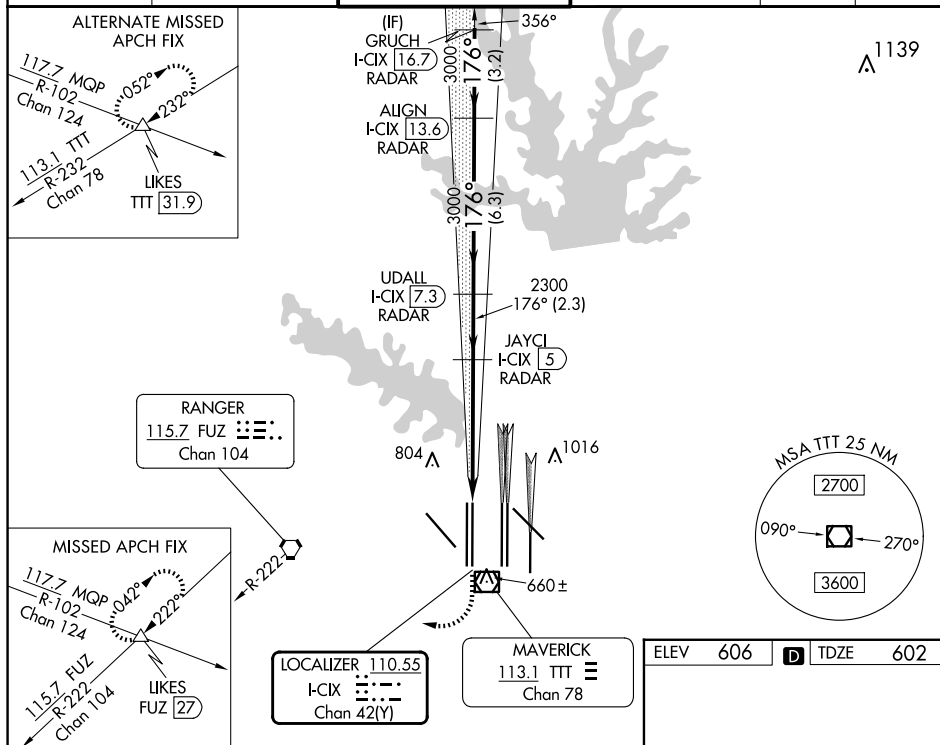 ALTERNATE MISSED
APCH FIX
117.7 MQP
R-102
Chan 124
052°
232°
113.1 TTT
R-232
Chan 78
LIKES
TTT 31.9
(IF)
GRUCH
I-CIX 16.7
RADAR
356°
3000
176°
(3.2)
ALIGN
I-CIX 13.6
RADAR
3000
176°
(6.3)
1139
UDALL
I-CIX 7.3
RADAR
2300
176° (2.3)
JAYCI
I-CIX 5
RADAR
RANGER
115.7 FUZ
Chan 104
804
1016
MSA TTT 25 NM
2700
090°
270°
3600
R-222
660±
MISSED APCH FIX
117.7 MQP
R-102
Chan 124
042°
222°
115.7 FUZ
R-222
Chan 104
LIKES
FUZ 27
LOCALIZER 110.55
I-CIX
Chan 42(Y)
MAVERICK
113.1 TTT
Chan 78
ELEV 606 D TDZE 602